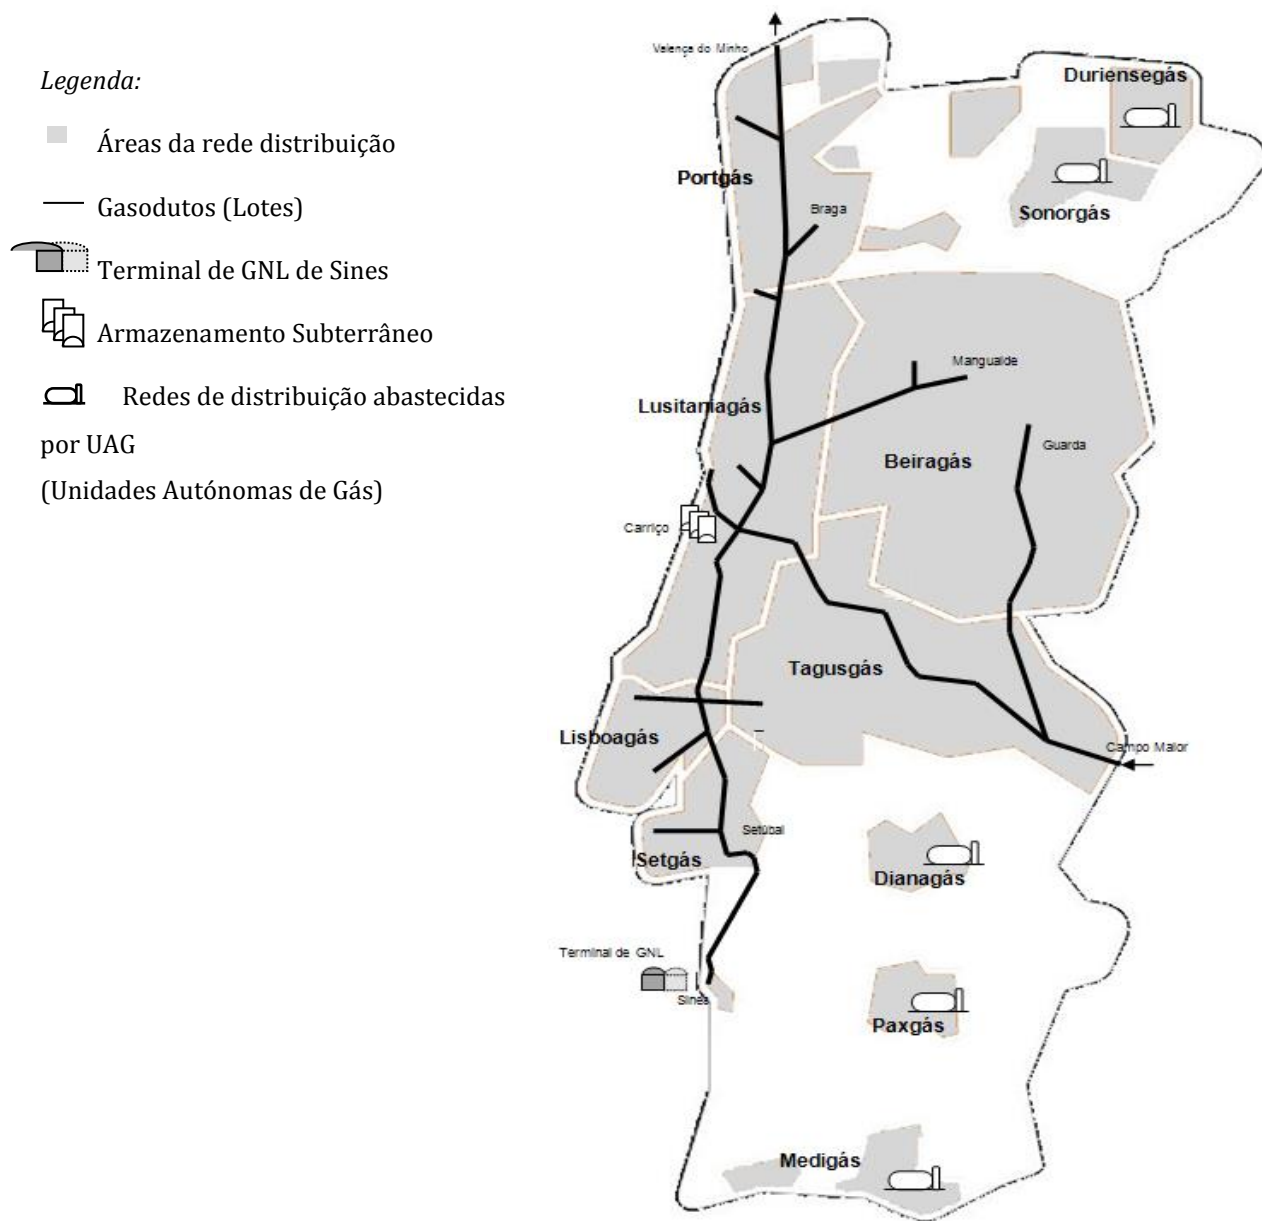 Legenda:
Áreas da rede distribuição
Gasodutos (Lotes)
Terminal de GNL de Sines
Armazenamento Subterrâneo
Redes de distribuição abastecidas
por UAG
(Unidades Autónomas de Gás)
Valença do Minho
Duriensegás
Portgás
Braga
Sonorgás
Mangualde
Lusitaniagás
Guarda
Beiragás
Carriço
Tagusgás
Lisboagás
Campo Maior
Setúbal
Setgás
Dianagás
Terminal de GNL
Sines
Paxgás
Medigás